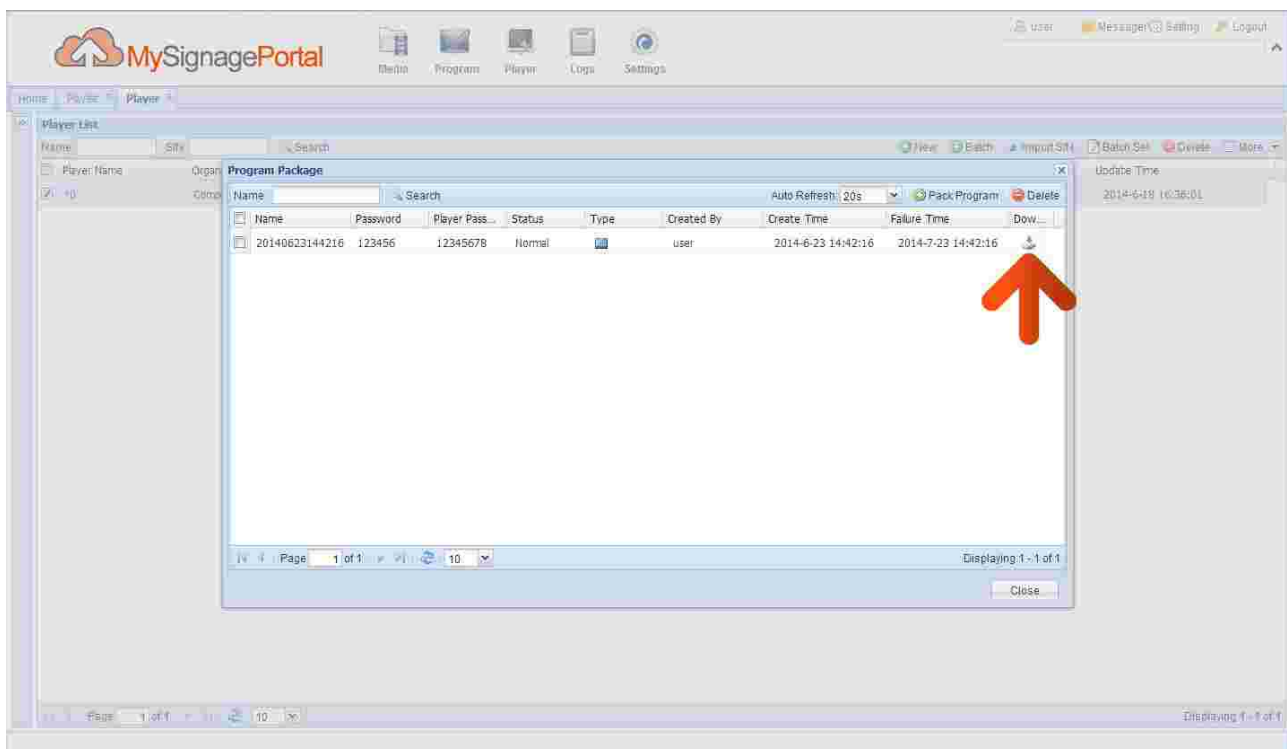 user Messager Setting Logout
MySignagePortal
Media Program Player Logs Settings
Home Player Player
Player List
Name S/N Search New Batch Import S/N Batch Set Delete More
Player Name Organ Update Time
2014-6-18 16:36:01
Program Package
Name Search Auto Refresh: 20s Pack Program Delete
Name Password Player Pass... Status Type Created By Create Time Failure Time Dow...
20140623144216 123456 12345678 Normal user 2014-6-23 14:42:16 2014-7-23 14:42:16
Page 1 of 1 10 Displaying 1 - 1 of 1
Close
Page 1 of 1 10 Displaying 1 - 1 of 1